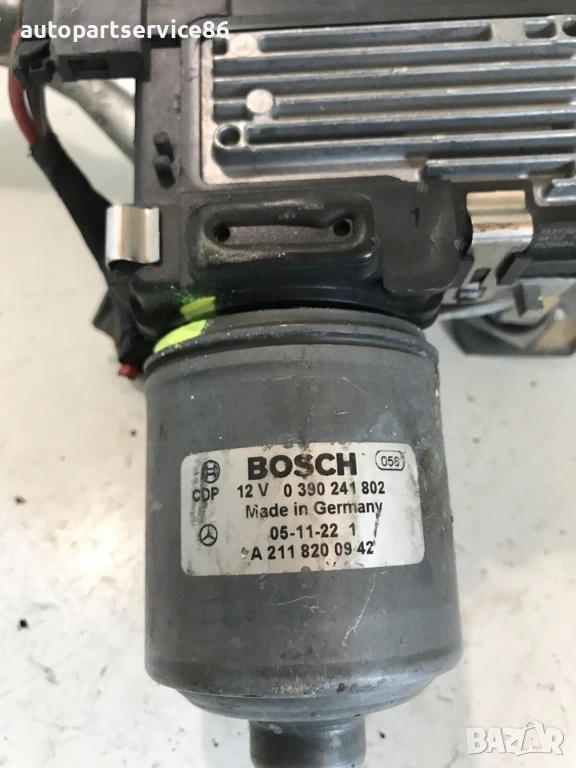 autopartservice86
1
BOSCH 058
CDP 12 V 0 390 241 802
Made in Germany
05-11-22 1
A 211 820 09 42
BAZAR